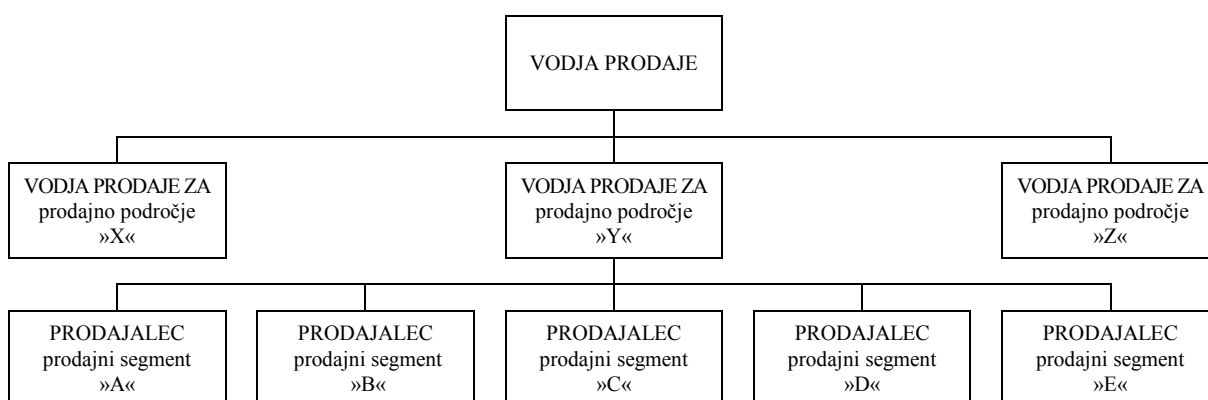 VODJA PRODAJE
VODJA PRODAJE ZA
prodajno področje
»X«
VODJA PRODAJE ZA
prodajno področje
»Y«
VODJA PRODAJE ZA
prodajno področje
»Z«
PRODAJALEC
prodajni segment
»A«
PRODAJALEC
prodajni segment
»B«
PRODAJALEC
prodajni segment
»C«
PRODAJALEC
prodajni segment
»D«
PRODAJALEC
prodajni segment
»E«